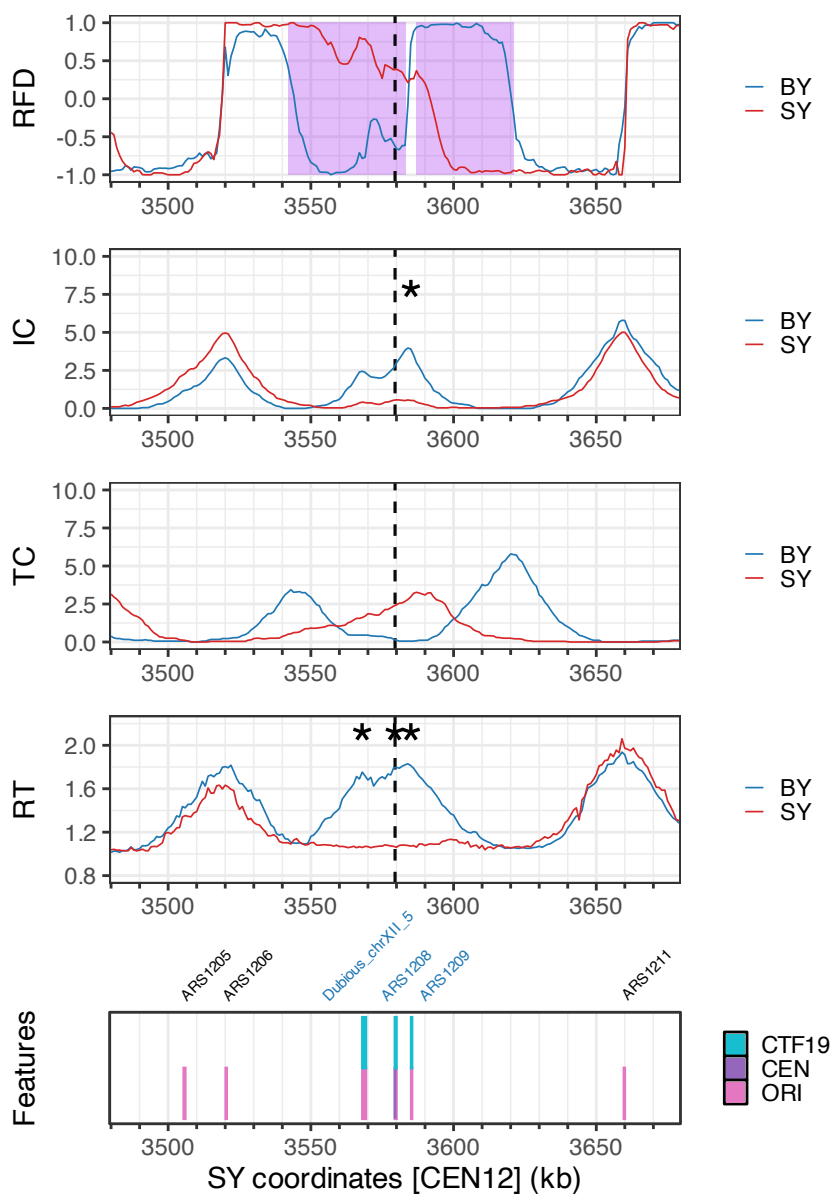 RFD
1.0
0.5
0.0
-0.5
-1.0
3500 3550 3600 3650
BY
SY
IC
10.0
7.5
5.0
2.5
0.0
*
3500 3550 3600 3650
BY
SY
TC
10.0
7.5
5.0
2.5
0.0
3500 3550 3600 3650
BY
SY
RT
2.0
1.6
1.2
0.8
* * *
3500 3550 3600 3650
BY
SY
ARS1205 ARS1206 Dubious_chrXII_5 ARS1208 ARS1209 ARS1211
Features
CTF19
CEN
ORI
3500 3550 3600 3650
SY coordinates [CEN12] (kb)